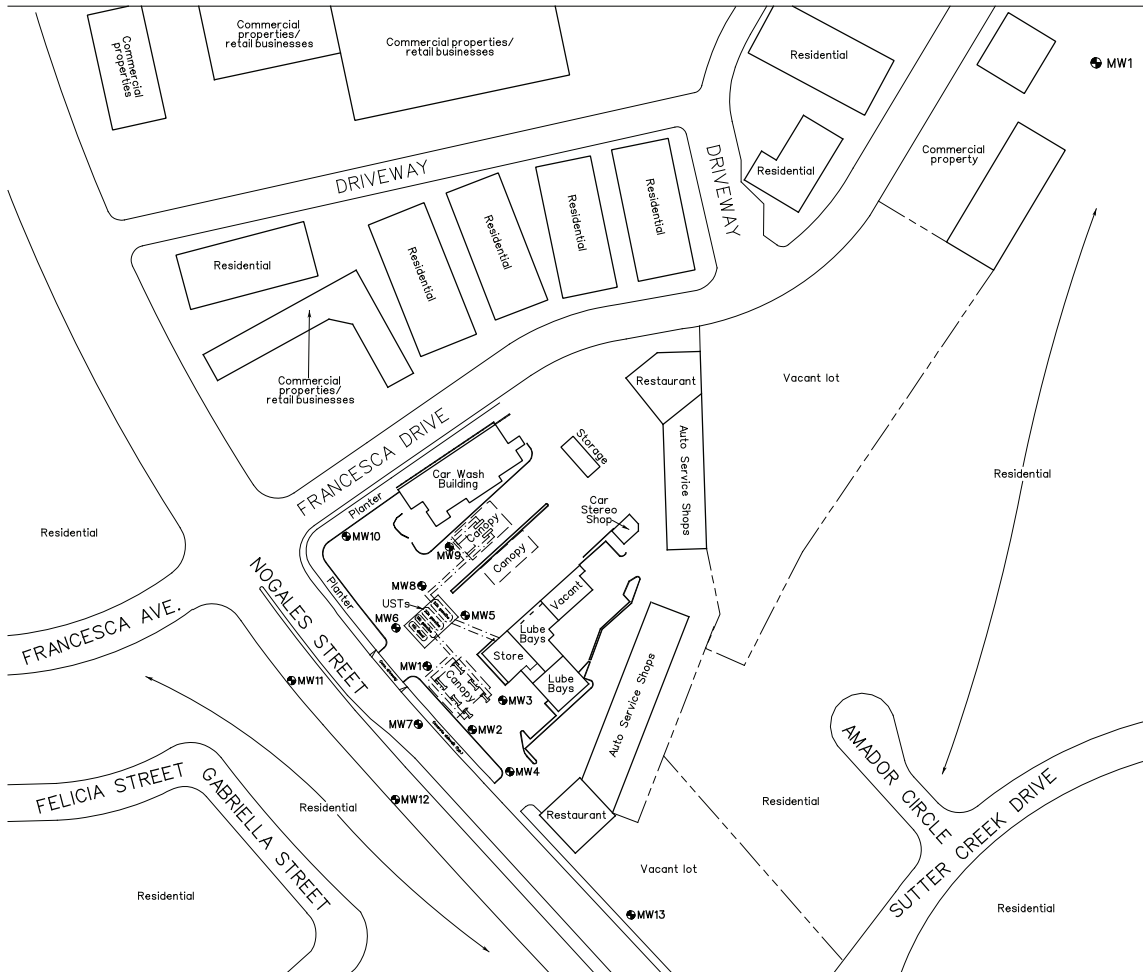 Commercial
properties
Commercial
properties/
retail businesses
Commercial properties/
retail businesses
Residential
MW1
DRIVEWAY
DRIVEWAY
Residential
Commercial
property
Residential
Residential
Residential
Residential
Residential
Commercial
properties/
retail businesses
Restaurant
Vacant lot
FRANCESCA DRIVE
Storage
Auto Service Shops
Car Wash
Building
Planter
Car
Stereo
Shop
Residential
Residential
Canopy
MW10
MW9
Canopy
Planter
MW8
Vacant
USTs
MW5
MW6
Lube
Bays
FRANCESCA AVE.
NOGALES STREET
Store
MW1
MW11
Canopy
Lube
Bays
MW3
MW7
MW2
Auto Service Shops
AMADOR CIRCLE
MW4
FELICIA STREET
GABRIELLA STREET
Residential
MW12
Restaurant
Residential
SUTTER CREEK DRIVE
Vacant lot
Residential
MW13
Residential